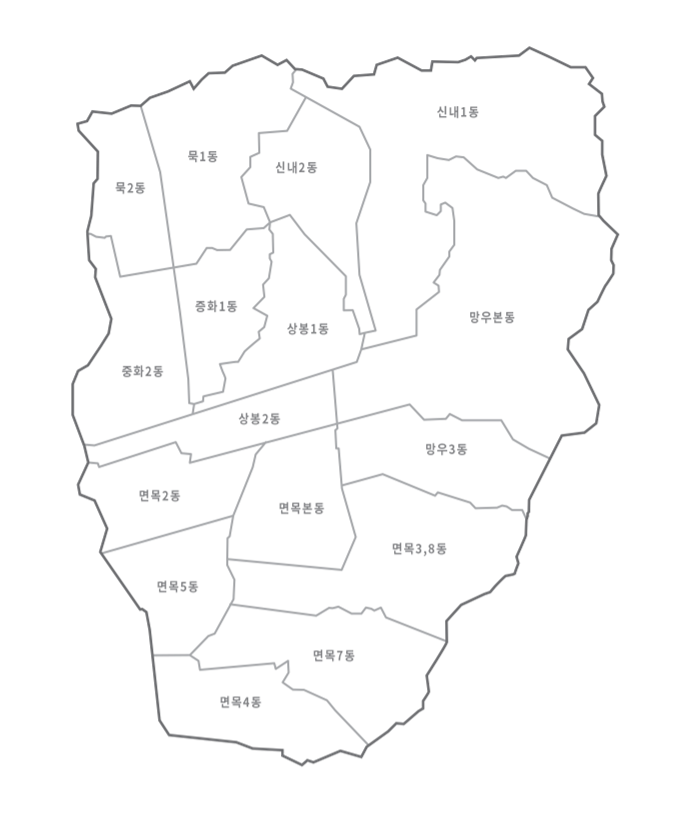 신내1동
묵1동
신내2동
묵2동
중화1동
망우본동
상봉1동
중화2동
상봉2동
망우3동
면목2동
면목본동
면목3,8동
면목5동
면목7동
면목4동